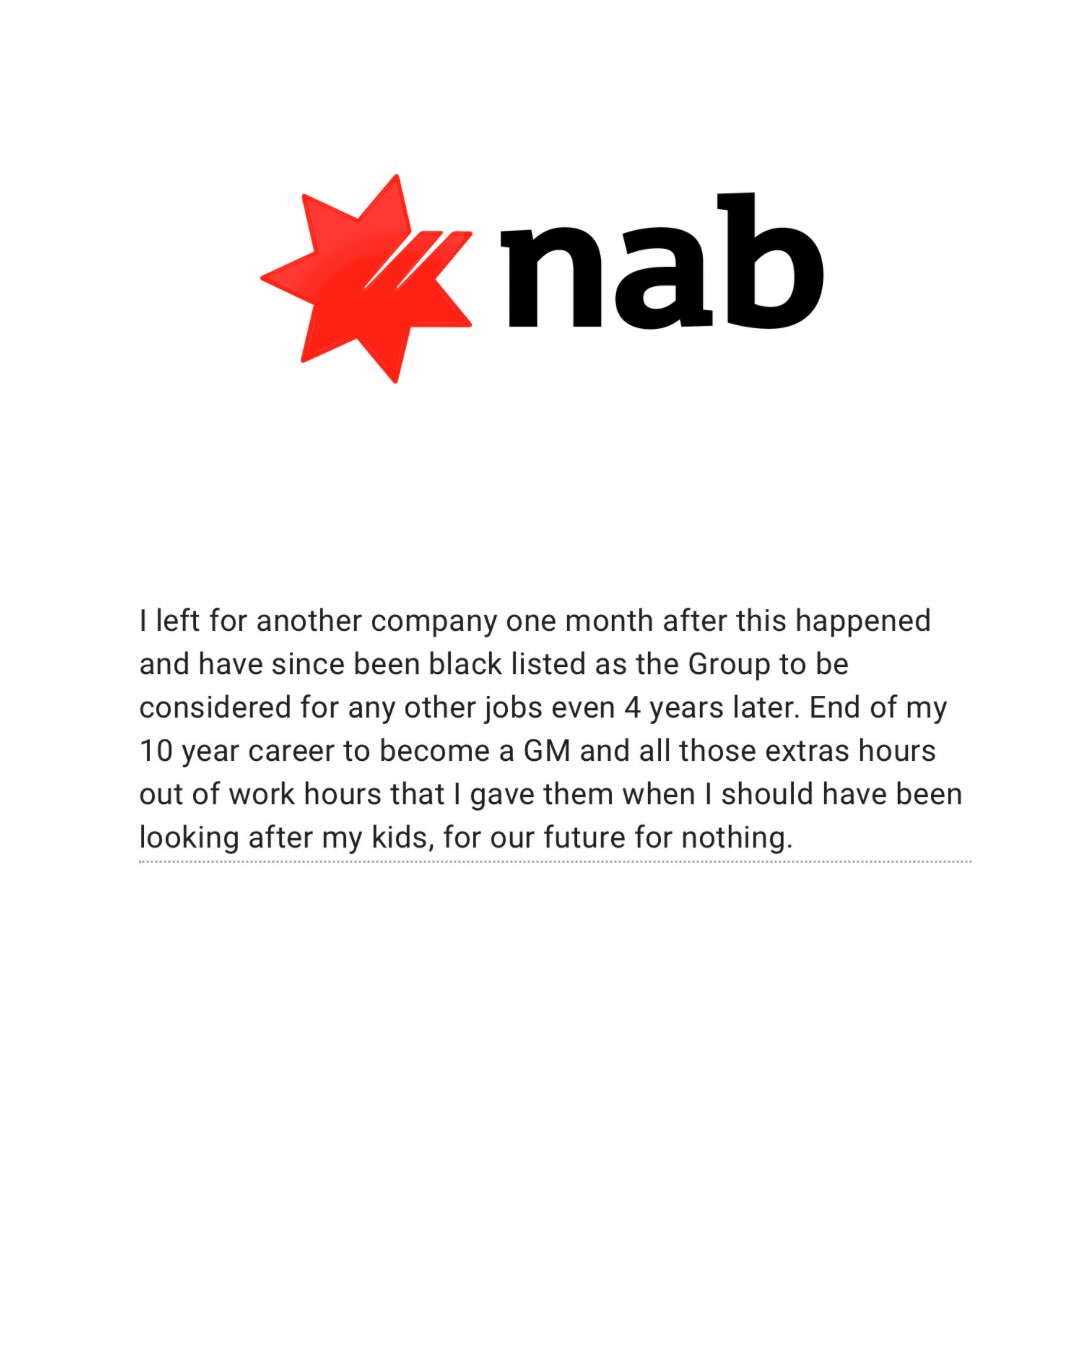 nab
I left for another company one month after this happened
and have since been black listed as the Group to be
considered for any other jobs even 4 years later. End of my
10 year career to become a GM and all those extras hours
out of work hours that I gave them when I should have been
looking after my kids, for our future for nothing.